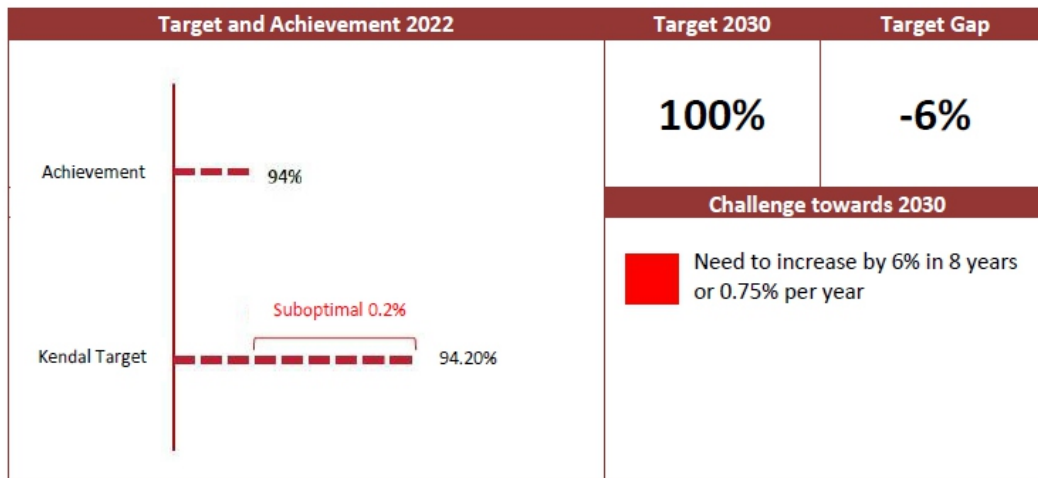 Target and Achievement 2022
Target 2030
Target Gap
100%
-6%
Achievement
94%
Challenge towards 2030
Need to increase by 6% in 8 years
or 0.75% per year
Suboptimal 0.2%
Kendal Target
94.20%